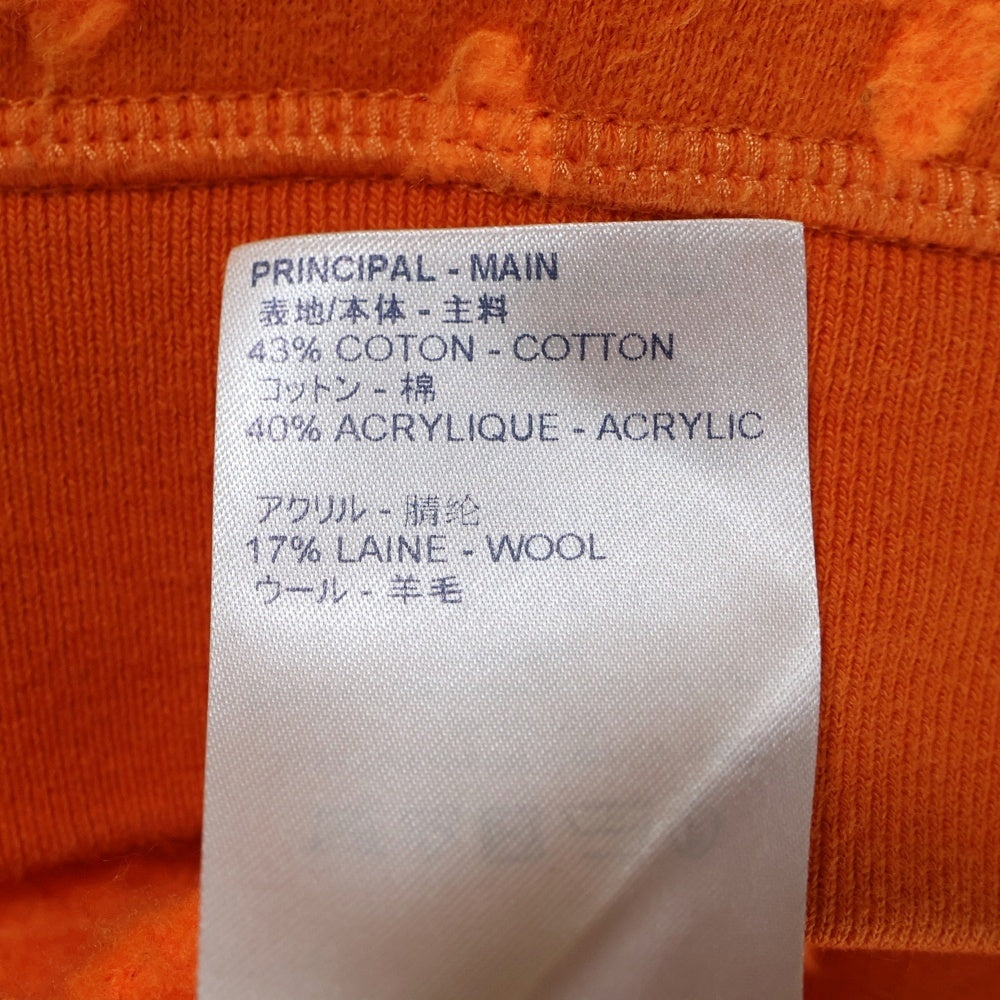 PRINCIPAL - MAIN
表地/本体 - 主料
43% COTON - COTTON
コットン - 棉
40% ACRYLIQUE - ACRYLIC
アクリル - 腈纶
17% LAINE - WOOL
ウール - 羊毛